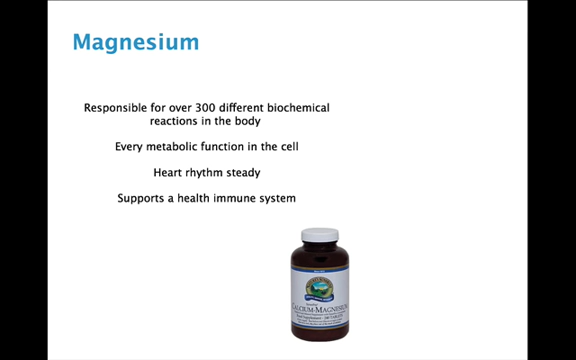 Magnesium
Responsible for over 300 different biochemical
reactions in the body
Every metabolic function in the cell
Heart rhythm steady
Supports a health immune system
CALCIUM-MAGNESIUM